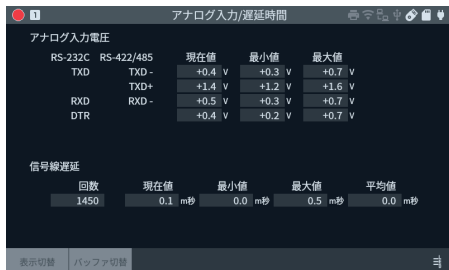 1 アナログ入力/遅延時間
アナログ入力電圧
RS-232C RS-422/485 現在値 最小値 最大値
TXD TXD - +0.4 V +0.3 V +0.7 V
TXD+ +1.4 V +1.2 V +1.6 V
RXD RXD - +0.5 V +0.3 V +0.7 V
DTR +0.4 V +0.2 V +0.7 V
信号線遅延
回数 現在値 最小値 最大値 平均値
1450 0.1 m秒 0.0 m秒 0.5 m秒 0.0 m秒
表示切替 バッファ切替